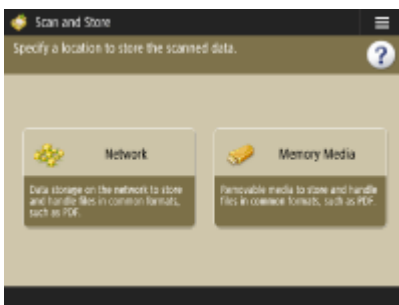 Scan and Store
Specify a location to store the scanned data.
?
Network
Memory Media
Data storage on the network to store
and handle files in common formats,
such as PDF.
Removable media to store and handle
files in common formats, such as PDF.